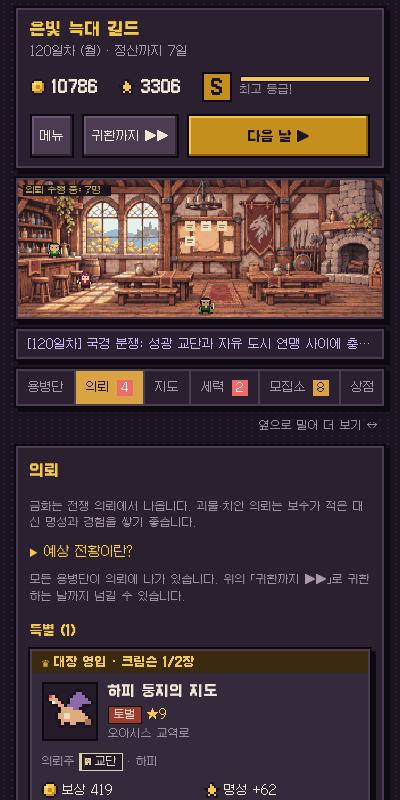 은빛 늑대 길드
120일차 (월) · 정산까지 7일
10786 3306 S 최고 등급!
메뉴 귀환까지 ▶▶ 다음 날 ▶
의뢰 수행 중: 7명
[120일차] 국경 분쟁: 성광 교단과 자유 도시 연맹 사이에 충…
용병단 의뢰 4 지도 세력 2 모집소 8 상점
옆으로 밀어 더 보기 ↔
의뢰
금화는 전쟁 의뢰에서 나옵니다. 괴물·치안 의뢰는 보수가 적은 대
신 명성과 경험을 쌓기 좋습니다.
▶ 예상 전황이란?
모든 용병단이 의뢰에 나가 있습니다. 위의 「귀환까지 ▶▶」로 귀환
하는 날까지 넘길 수 있습니다.
특별 (1)
♛ 대장 영입 · 크림슨 1/2장
하피 둥지의 지도
토벌 ★9
오아시스 교역로
의뢰주 교단 · 하피
보상 419 명성 +62